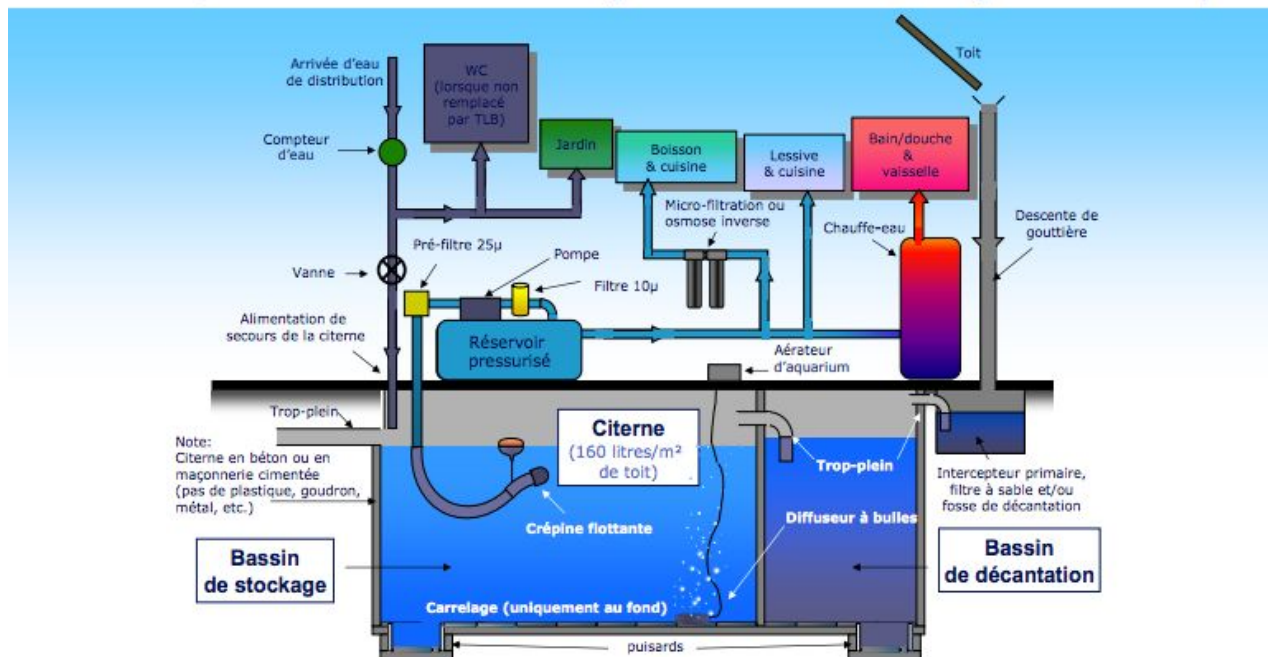 Toit
Arrivée d'eau
de distribution
WC
(lorsque non
remplacé
par TLB)
Compteur
d'eau
Jardin
Boisson
& cuisine
Lessive
& cuisine
Bain/douche
&
vaisselle
Micro-filtration ou
osmose inverse
Descente de
gouttière
Chauffe-eau
Pré-filtre 25µ
Pompe
Vanne
Filtre 10µ
Alimentation de
secours de la citerne
Réservoir
pressurisé
Aérateur
d'aquarium
Trop-plein
Note:
Citerne en béton ou en
maçonnerie cimentée
(pas de plastique, goudron,
métal, etc.)
Citerne
(160 litres/m²
de toit)
Trop-plein
Intercepteur primaire,
filtre à sable et/ou
fosse de décantation
Crépine flottante
Diffuseur à bulles
Bassin
de stockage
Bassin
de décantation
Carrelage (uniquement au fond)
puisards